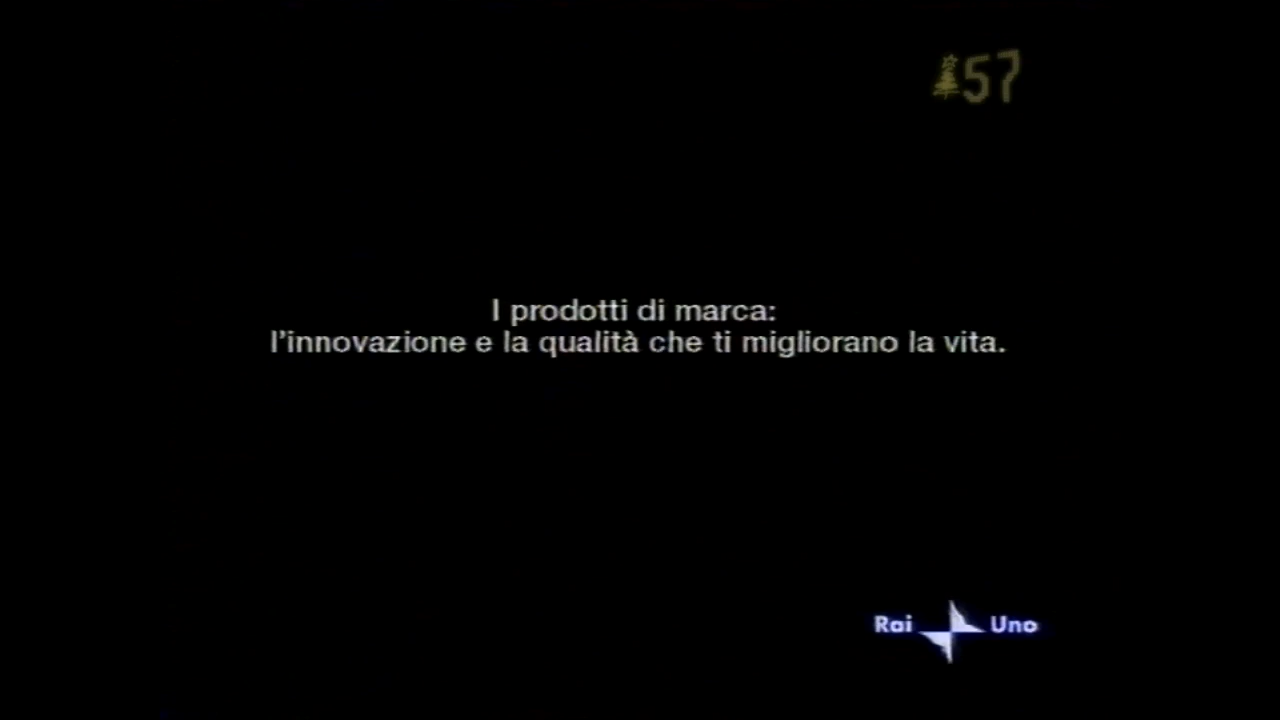 57
I prodotti di marca:
l'innovazione e la qualità che ti migliorano la vita.
Rai Uno